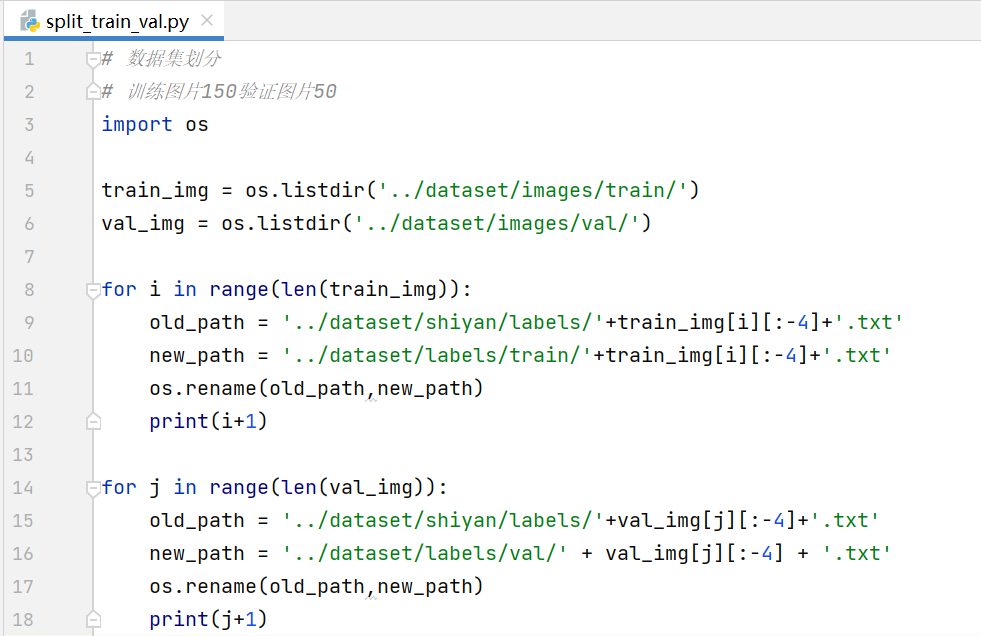 split_train_val.py
1 # 数据集划分
2 # 训练图片150验证图片50
3 import os
4
5 train_img = os.listdir('../dataset/images/train/')
6 val_img = os.listdir('../dataset/images/val/')
7
8 for i in range(len(train_img)):
9     old_path = '../dataset/shiyan/labels/'+train_img[i][:-4]+'.txt'
10     new_path = '../dataset/labels/train/'+train_img[i][:-4]+'.txt'
11     os.rename(old_path,new_path)
12     print(i+1)
13
14 for j in range(len(val_img)):
15     old_path = '../dataset/shiyan/labels/'+val_img[j][:-4]+'.txt'
16     new_path = '../dataset/labels/val/' + val_img[j][:-4] + '.txt'
17     os.rename(old_path,new_path)
18     print(j+1)